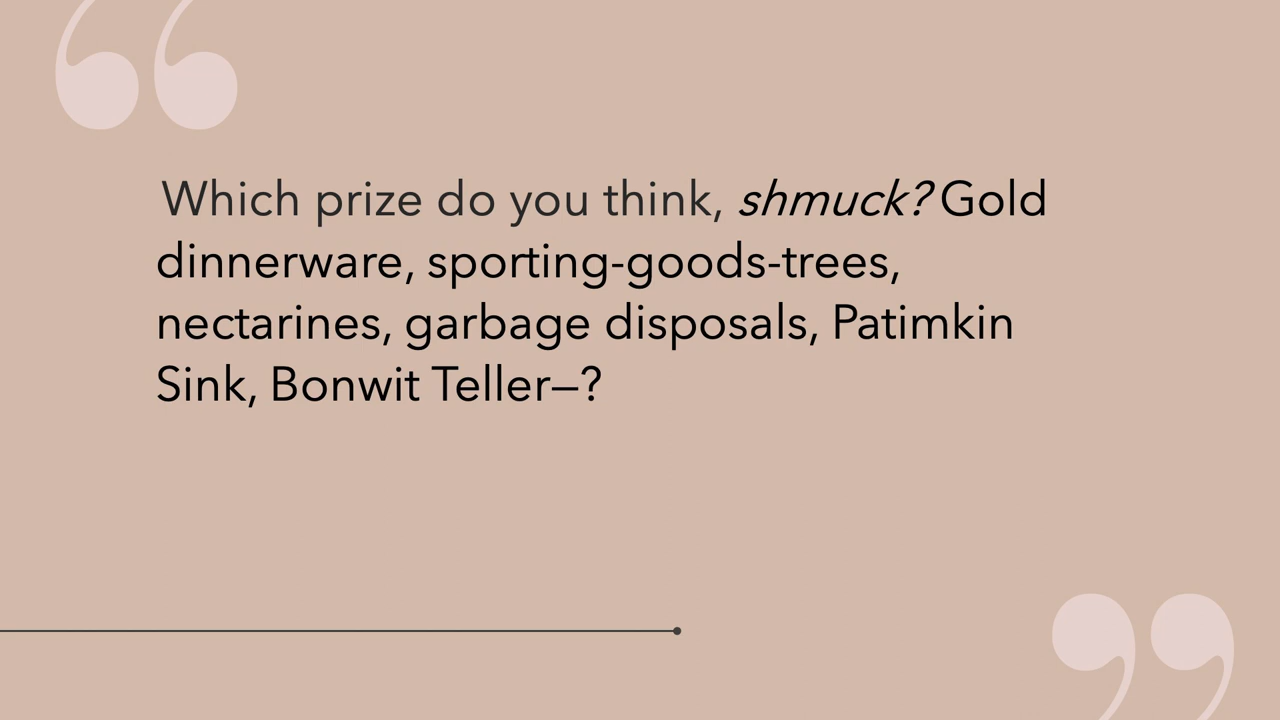 Which prize do you think, shmuck? Gold
dinnerware, sporting-goods-trees,
nectarines, garbage disposals, Patimkin
Sink, Bonwit Teller—?